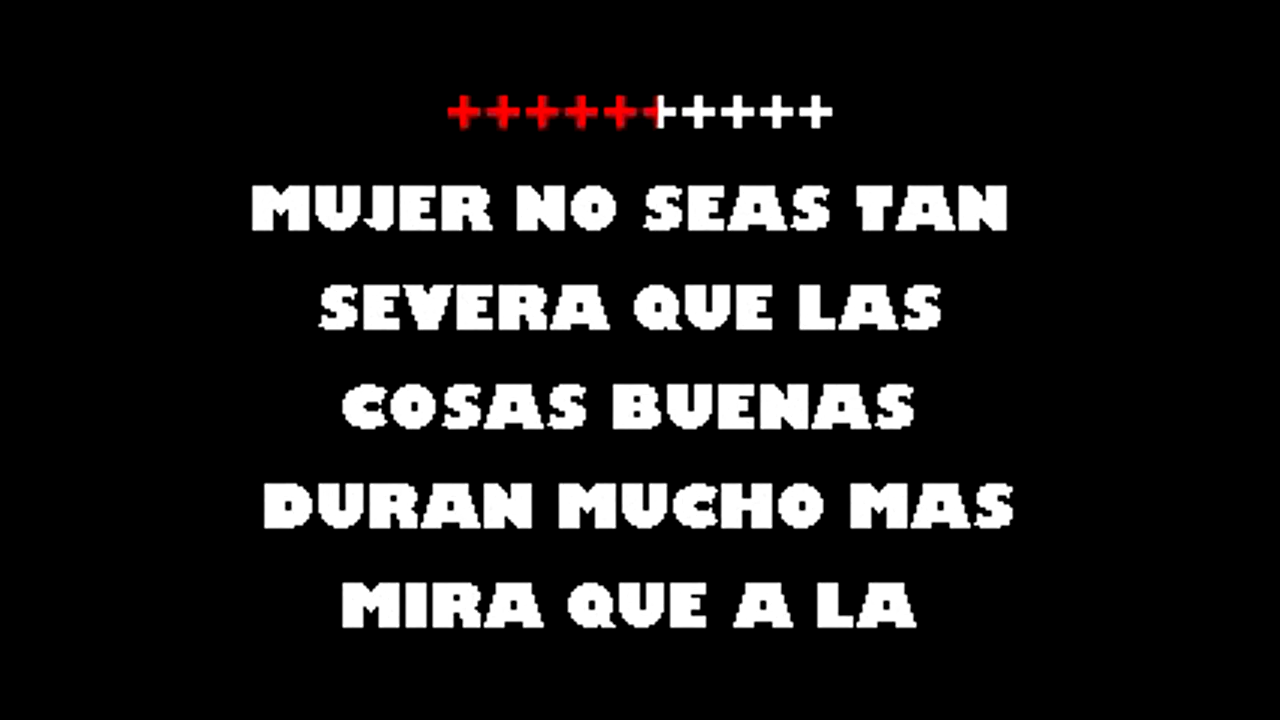 +++++++++++
MUJER NO SEAS TAN
SEVERA QUE LAS
COSAS BUENAS
DURAN MUCHO MAS
MIRA QUE A LA